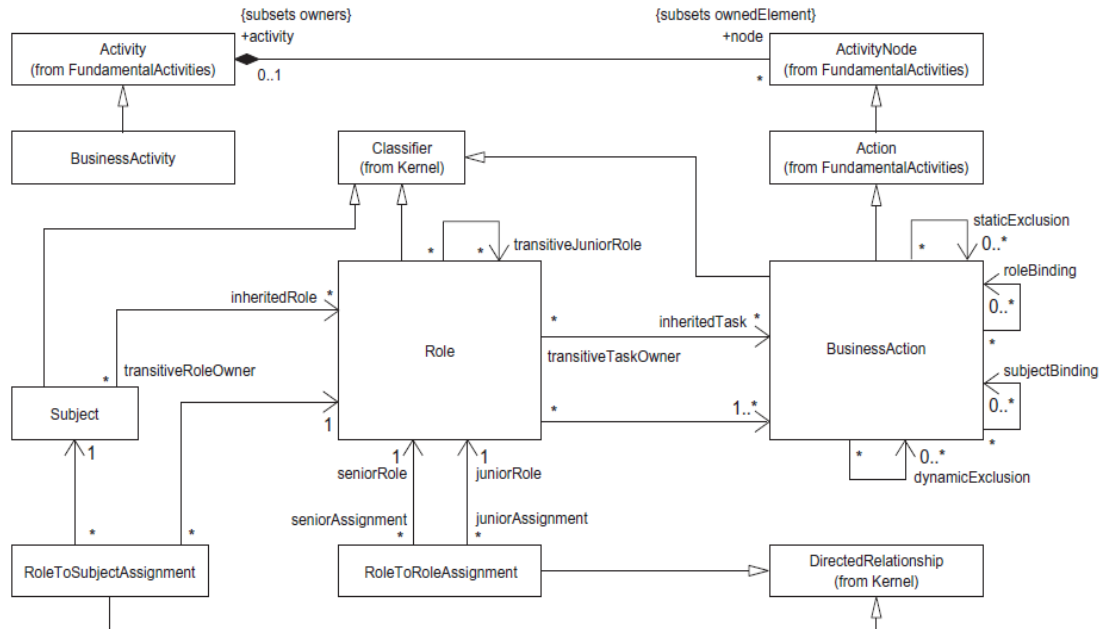 {subsets owners}
+activity
{subsets ownedElement}
+node
Activity
(from FundamentalActivities)
0..1
*
ActivityNode
(from FundamentalActivities)
BusinessActivity
Classifier
(from Kernel)
Action
(from FundamentalActivities)
staticExclusion
*
0..*
*
*
transitiveJuniorRole
roleBinding
0..*
*
inheritedRole
*
*
inheritedTask
*
Role
transitiveTaskOwner
BusinessAction
*
transitiveRoleOwner
subjectBinding
0..*
*
Subject
1
*
1..*
1
1
seniorRole
1
juniorRole
*
0..*
dynamicExclusion
seniorAssignment
*
juniorAssignment
*
*
*
RoleToSubjectAssignment
RoleToRoleAssignment
DirectedRelationship
(from Kernel)